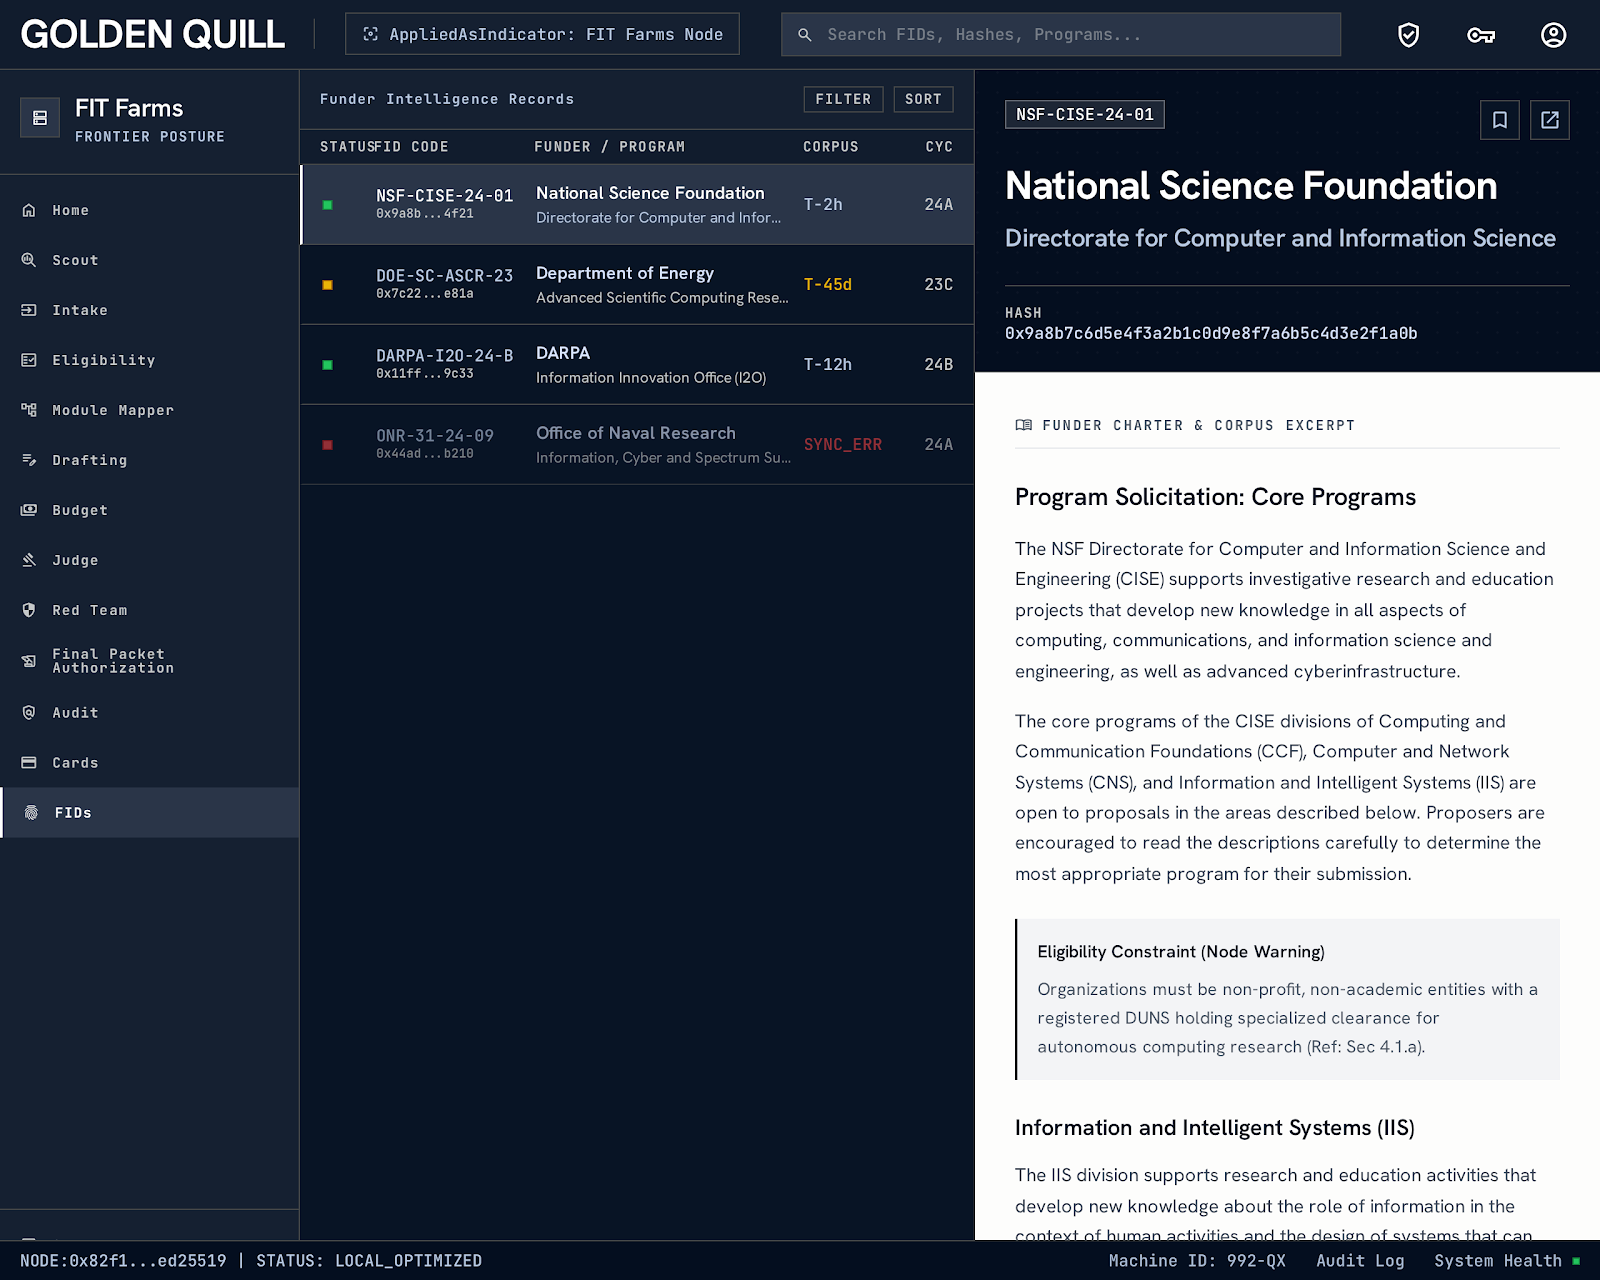 GOLDEN QUILL
AppliedAsIndicator: FIT Farms Node
Search FIDs, Hashes, Programs...
FIT Farms
FRONTIER POSTURE
Home
Scout
Intake
Eligibility
Module Mapper
Drafting
Budget
Judge
Red Team
Final Packet
Authorization
Audit
Cards
FIDs
Funder Intelligence Records
FILTER
SORT
STATUS FID CODE FUNDER / PROGRAM CORPUS CYC
NSF-CISE-24-01
0x9a8b...4f21
National Science Foundation
Directorate for Computer and Infor...
T-2h
24A
DOE-SC-ASCR-23
0x7c22...e81a
Department of Energy
Advanced Scientific Computing Rese...
T-45d
23C
DARPA-I2O-24-B
0x11ff...9c33
DARPA
Information Innovation Office (I2O)
T-12h
24B
ONR-31-24-09
0x44ad...b210
Office of Naval Research
Information, Cyber and Spectrum Su...
SYNC_ERR
24A
NSF-CISE-24-01
National Science Foundation
Directorate for Computer and Information Science
HASH
0x9a8b7c6d5e4f3a2b1c0d9e8f7a6b5c4d3e2f1a0b
FUNDER CHARTER & CORPUS EXCERPT
Program Solicitation: Core Programs
The NSF Directorate for Computer and Information Science and
Engineering (CISE) supports investigative research and education
projects that develop new knowledge in all aspects of
computing, communications, and information science and
engineering, as well as advanced cyberinfrastructure.
The core programs of the CISE divisions of Computing and
Communication Foundations (CCF), Computer and Network
Systems (CNS), and Information and Intelligent Systems (IIS) are
open to proposals in the areas described below. Proposers are
encouraged to read the descriptions carefully to determine the
most appropriate program for their submission.
Eligibility Constraint (Node Warning)
Organizations must be non-profit, non-academic entities with a
registered DUNS holding specialized clearance for
autonomous computing research (Ref: Sec 4.1.a).
Information and Intelligent Systems (IIS)
The IIS division supports research and education activities that
develop new knowledge about the role of information in the
context of human activities and the design of systems that can
NODE:0x82f1...ed25519 | STATUS: LOCAL_OPTIMIZED
Machine ID: 992-QX
Audit Log
System Health